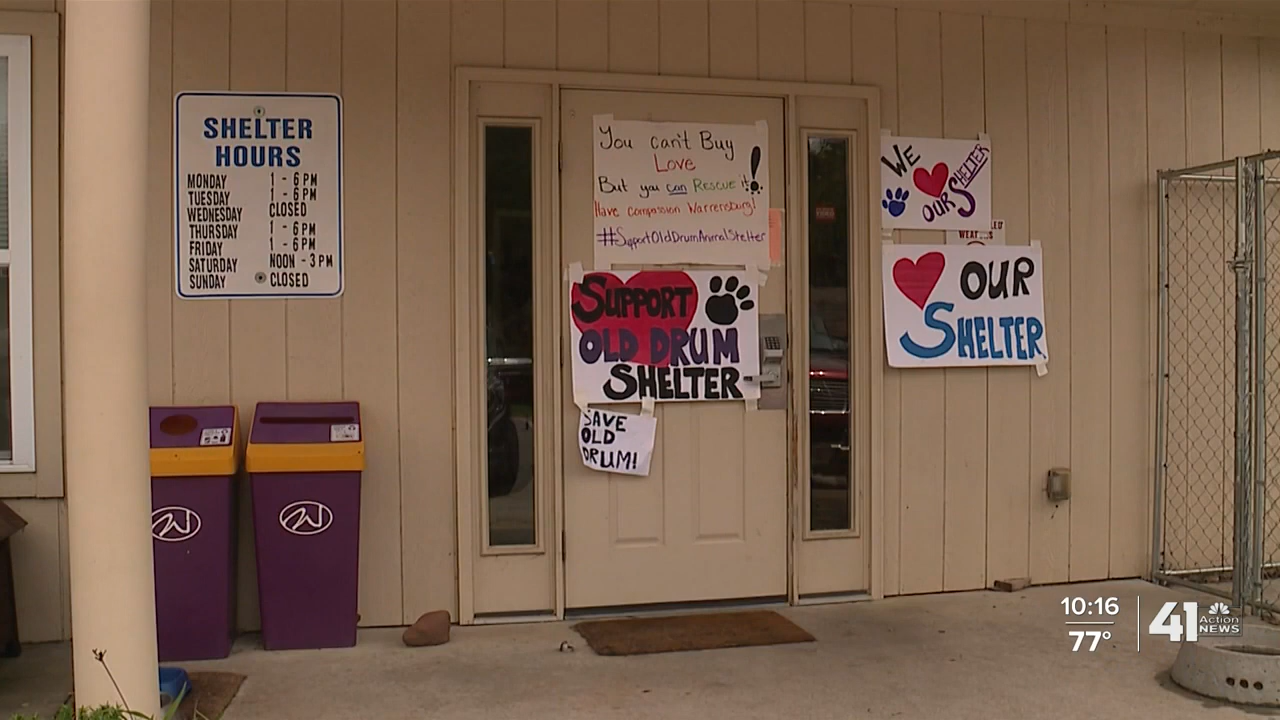 SHELTER
HOURS
MONDAY 1 - 6 PM
TUESDAY 1 - 6 PM
WEDNESDAY CLOSED
THURSDAY 1 - 6 PM
FRIDAY 1 - 6 PM
SATURDAY NOON - 3 PM
SUNDAY CLOSED
You can't Buy
Love
But you can Rescue it!
Have compassion Warrensburg!
#SupportOldDrumAnimalShelter
SUPPORT
OLD DRUM
SHELTER
SAVE
OLD
DRUM!
WE
OUR SHELTER
OUR
SHELTER
10:16
77°
41 Action
NEWS